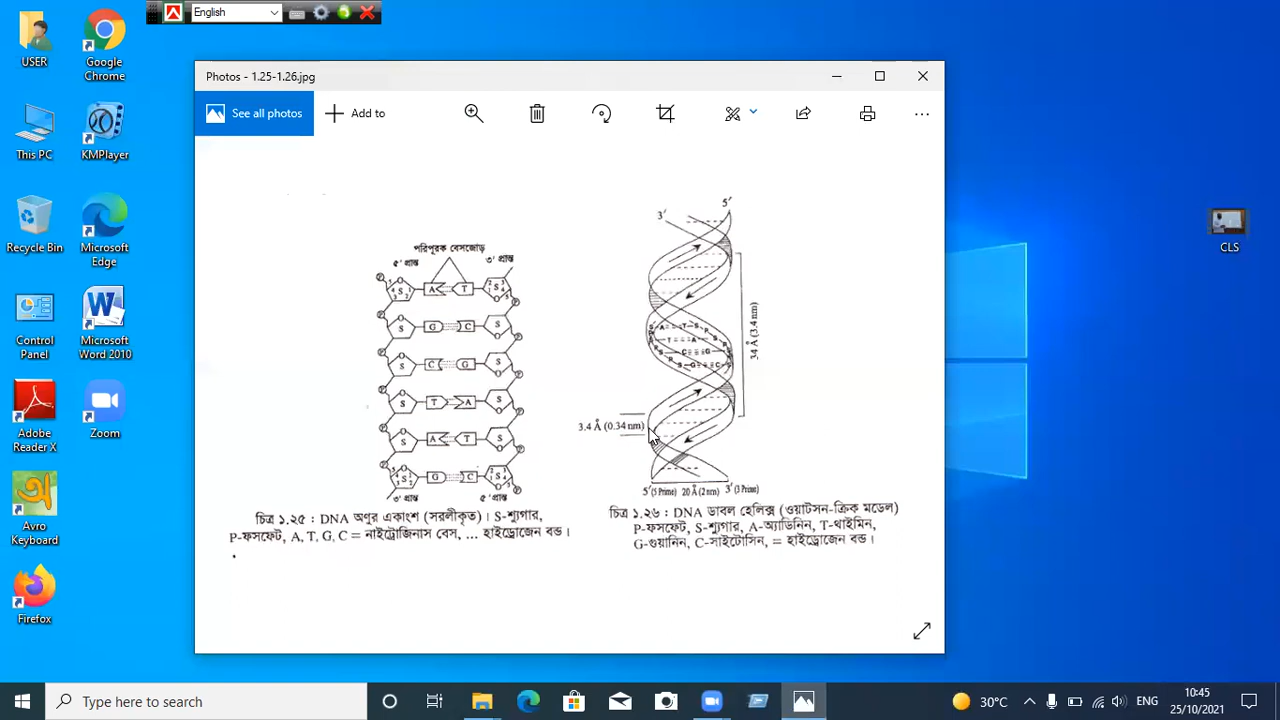 English
USER
Google Chrome
This PC
KMPlayer
Recycle Bin
Microsoft Edge
Control Panel
Microsoft Word 2010
Adobe Reader X
Zoom
Avro Keyboard
Firefox
CLS
Photos - 1.25-1.26.jpg
See all photos
Add to
পরিপূরক বেসজোড়
৫′ প্রান্ত
৩′ প্রান্ত
A T
G C
C G
T A
A T
G C
৩′ প্রান্ত
৫′ প্রান্ত
চিত্র ১.২৫ : DNA অণুর একাংশ (সরলীকৃত)। S-শ্যুগার,
P-ফসফেট, A, T, G, C = নাইট্রোজিনাস বেস, ... হাইড্রোজেন বন্ড।
3′
5′
34 Å (3.4 nm)
3.4 Å (0.34 nm)
5′ (5 Prime) 20 Å (2 nm) 3′ (3 Prime)
চিত্র ১.২৬ : DNA ডাবল হেলিক্স (ওয়াটসন-ক্রিক মডেল)
P-ফসফেট, S-শ্যুগার, A-অ্যাডিনিন, T-থাইমিন,
G-গুয়ানিন, C-সাইটোসিন, = হাইড্রোজেন বন্ড।
Type here to search
30°C
ENG
10:45
25/10/2021